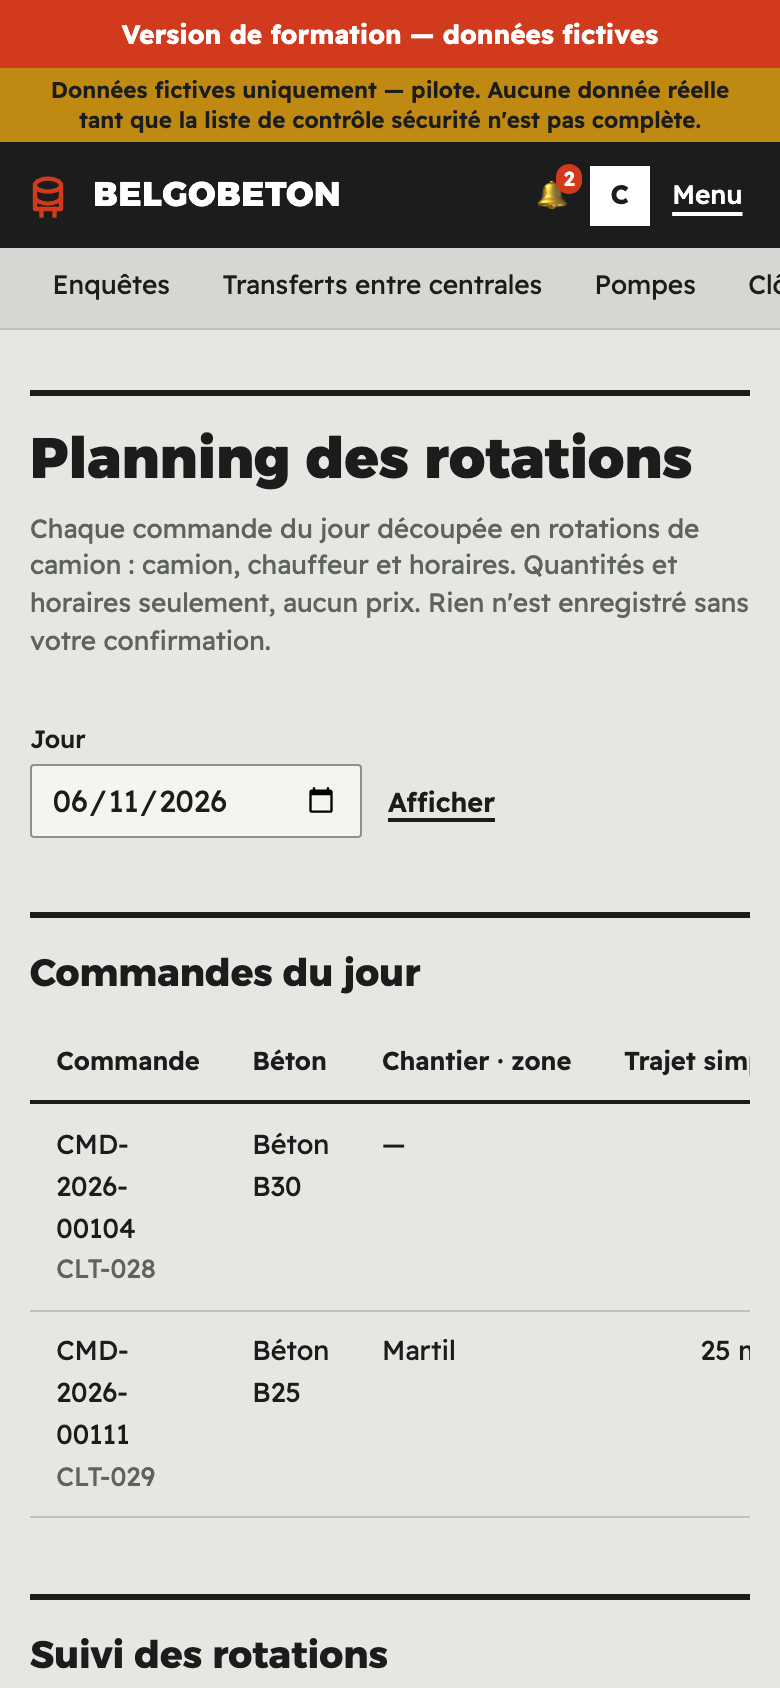 Version de formation — données fictives
Données fictives uniquement — pilote. Aucune donnée réelle
tant que la liste de contrôle sécurité n'est pas complète.
BELGOBETON
2
C
Menu
Enquêtes
Transferts entre centrales
Pompes
Clô
Planning des rotations
Chaque commande du jour découpée en rotations de
camion : camion, chauffeur et horaires. Quantités et
horaires seulement, aucun prix. Rien n'est enregistré sans
votre confirmation.
Jour
06/11/2026
Afficher
Commandes du jour
Commande
Béton
Chantier · zone
Trajet sim
CMD-
2026-
00104
CLT-028
Béton
B30
—
CMD-
2026-
00111
CLT-029
Béton
B25
Martil
25
Suivi des rotations